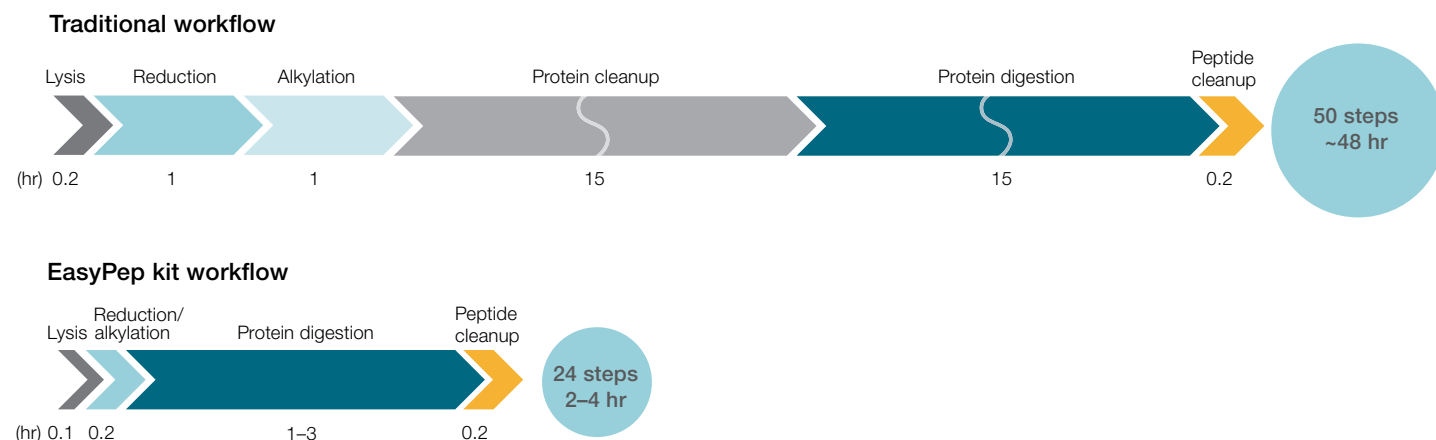 Traditional workflow
Lysis Reduction Alkylation Protein cleanup Protein digestion Peptide
cleanup
50 steps
~48 hr
(hr) 0.2 1 1 15 15 0.2
EasyPep kit workflow
Lysis Reduction/
alkylation Protein digestion Peptide
cleanup
24 steps
2–4 hr
(hr) 0.1 0.2 1–3 0.2